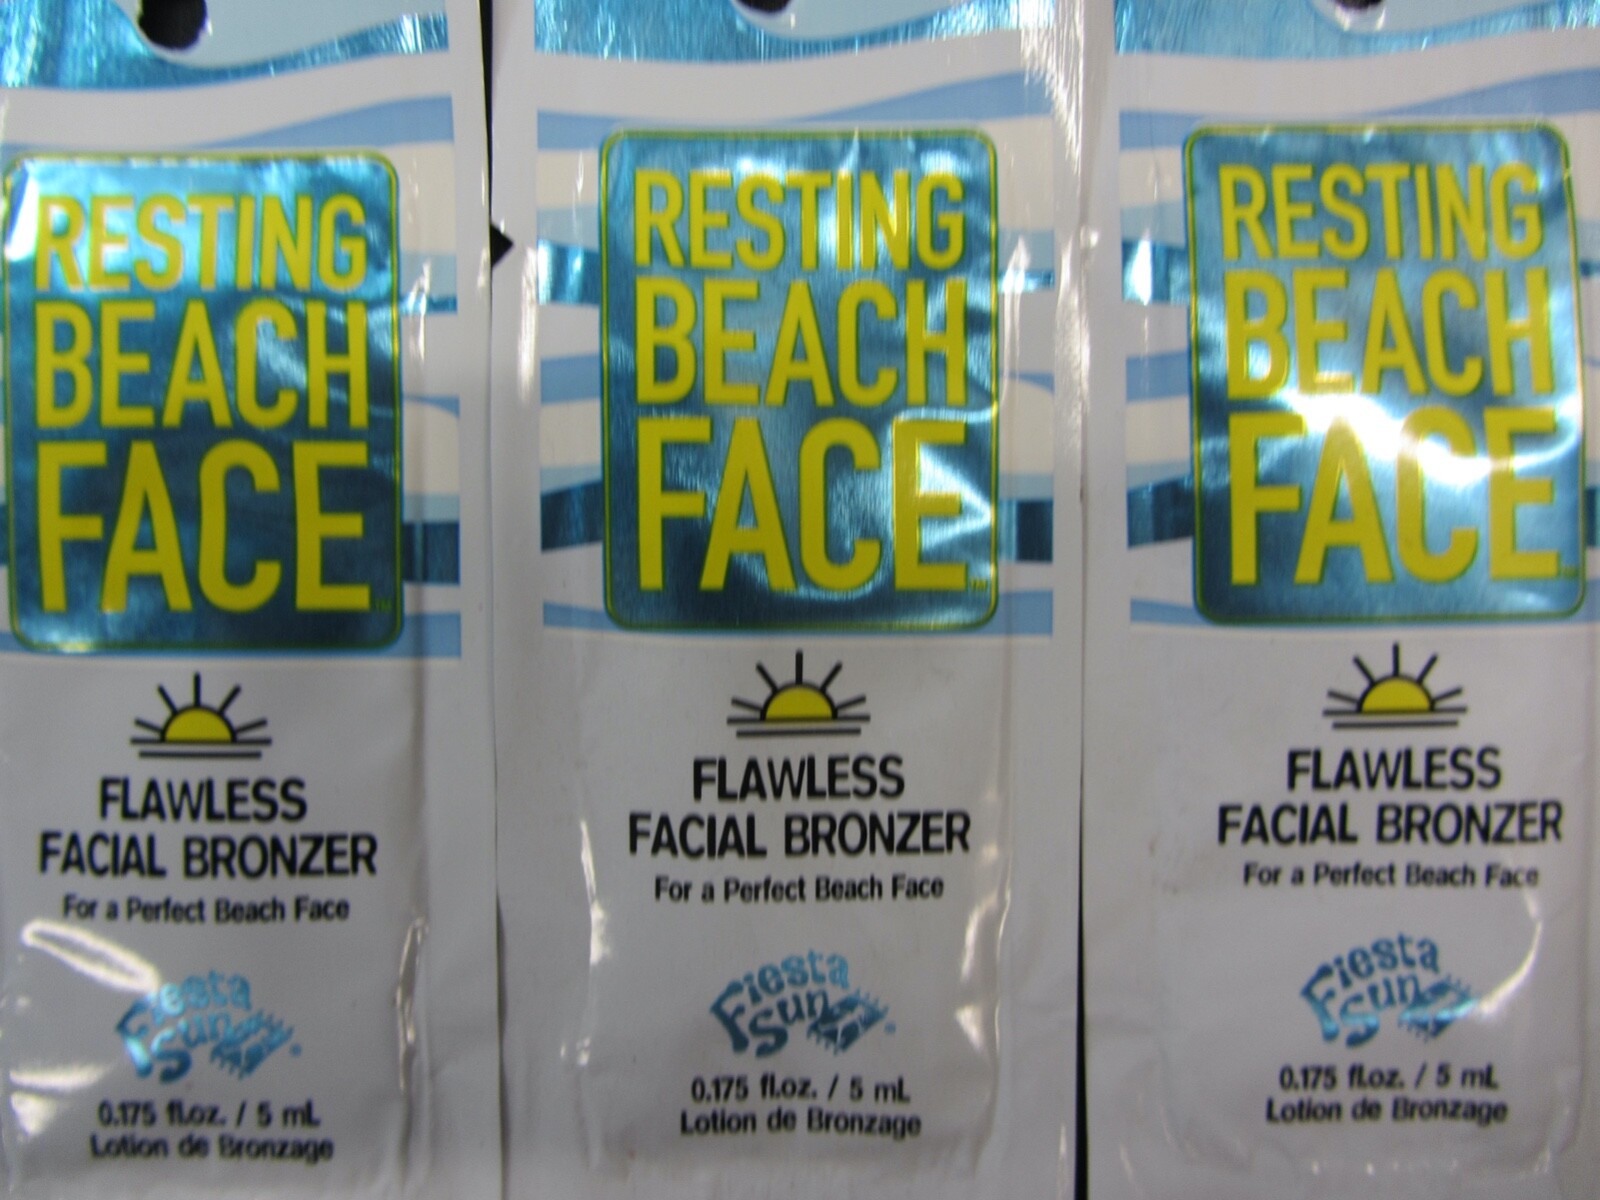 RESTING
BEACH
FACE™
FLAWLESS
FACIAL BRONZER
For a Perfect Beach Face
Fiesta
Sun
0.175 fl.oz. / 5 mL
Lotion de Bronzage
RESTING
BEACH
FACE™
FLAWLESS
FACIAL BRONZER
For a Perfect Beach Face
Fiesta
Sun®
0.175 fl.oz. / 5 mL
Lotion de Bronzage
RESTING
BEACH
FACE
FLAWLESS
FACIAL BRONZER
For a Perfect Beach Face
Fiesta
Sun
0.175 fl.oz. / 5 mL
Lotion de Bronzage